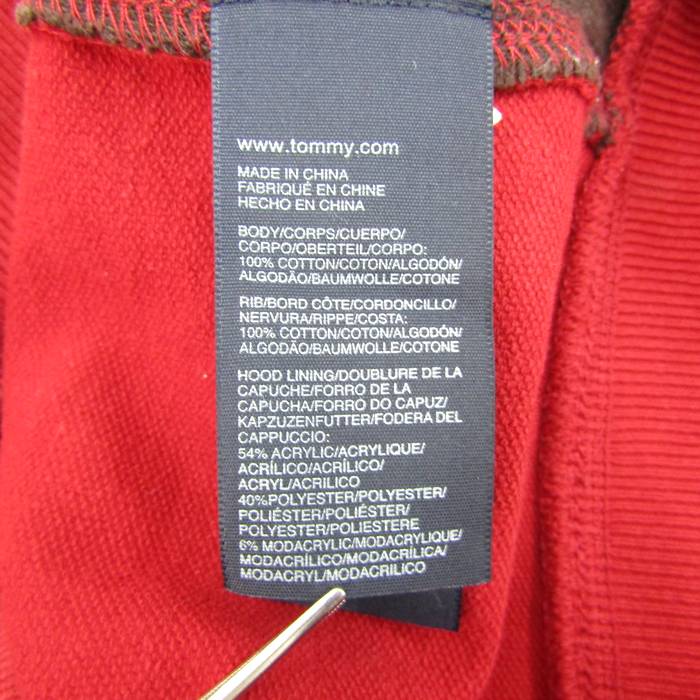 www.tommy.com
MADE IN CHINA
FABRIQUÉ EN CHINE
HECHO EN CHINA
BODY/CORPS/CUERPO/
CORPO/OBERTEIL/CORPO:
100% COTTON/COTON/ALGODÓN/
ALGODÃO/BAUMWOLLE/COTONE
RIB/BORD CÔTE/CORDONCILLO/
NERVURA/RIPPE/COSTA:
100% COTTON/COTON/ALGODÓN/
ALGODÃO/BAUMWOLLE/COTONE
HOOD LINING/DOUBLURE DE LA
CAPUCHE/FORRO DE LA
CAPUCHA/FORRO DO CAPUZ/
KAPZUZENFUTTER/FODERA DEL
CAPPUCCIO:
54% ACRYLIC/ACRYLIQUE/
ACRÍLICO/ACRÍLICO/
ACRYL/ACRILICO
40%POLYESTER/POLYESTER/
POLIÉSTER/POLIÉSTER/
POLYESTER/POLIESTERE
6% MODACRYLIC/MODACRYLIQUE/
MODACRÍLICO/MODACRÍLICA/
MODACRYL/MODACRILICO